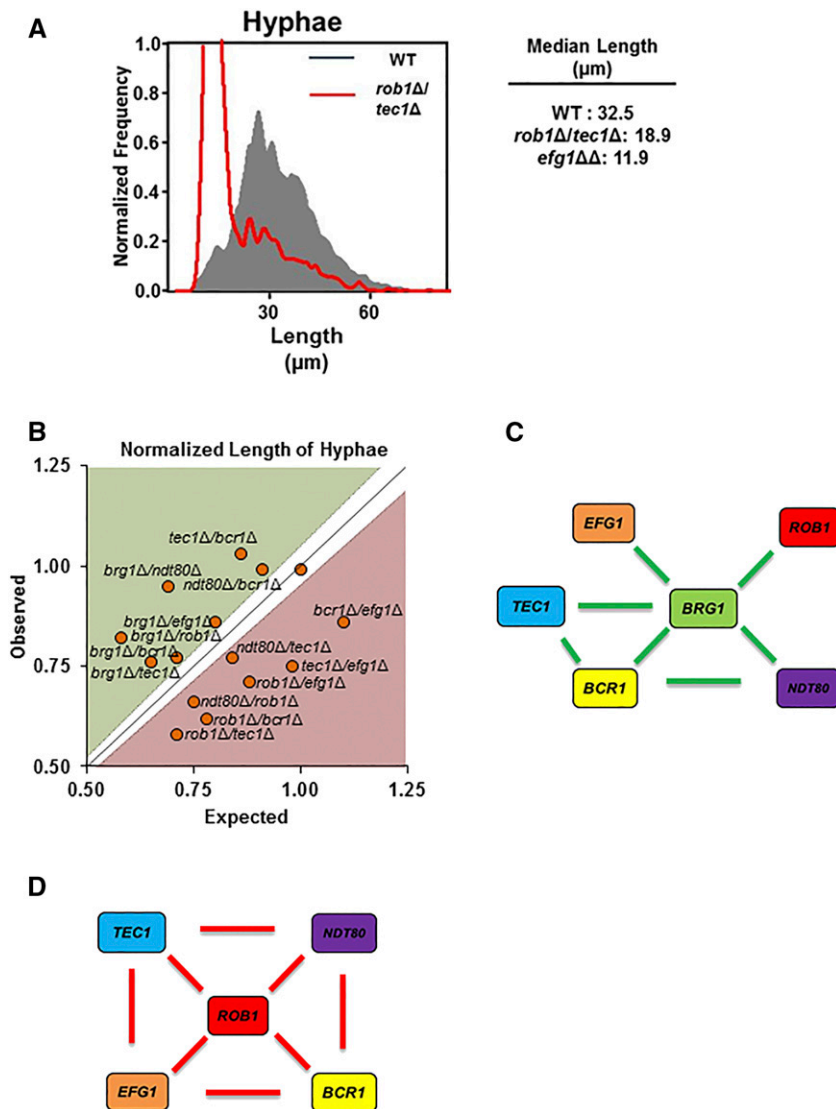 A
Hyphae
Normalized Frequency
1.0
0.8
0.6
0.4
0.2
0.0
WT
rob1Δ/
tec1Δ
30
60
Length
(µm)
Median Length
(µm)
WT : 32.5
rob1Δ/tec1Δ: 18.9
efg1ΔΔ: 11.9
B
Normalized Length of Hyphae
Observed
1.25
1.00
0.75
0.50
tec1Δ/bcr1Δ
brg1Δ/ndt80Δ
ndt80Δ/bcr1Δ
bcr1Δ/efg1Δ
brg1Δ/efg1Δ
brg1Δ/rob1Δ
brg1Δ/bcr1Δ
ndt80Δ/tec1Δ
brg1Δ/tec1Δ
tec1Δ/efg1Δ
rob1Δ/efg1Δ
ndt80Δ/rob1Δ
rob1Δ/bcr1Δ
rob1Δ/tec1Δ
0.50
0.75
1.00
1.25
Expected
C
EFG1
ROB1
TEC1
BRG1
BCR1
NDT80
D
TEC1
NDT80
ROB1
EFG1
BCR1